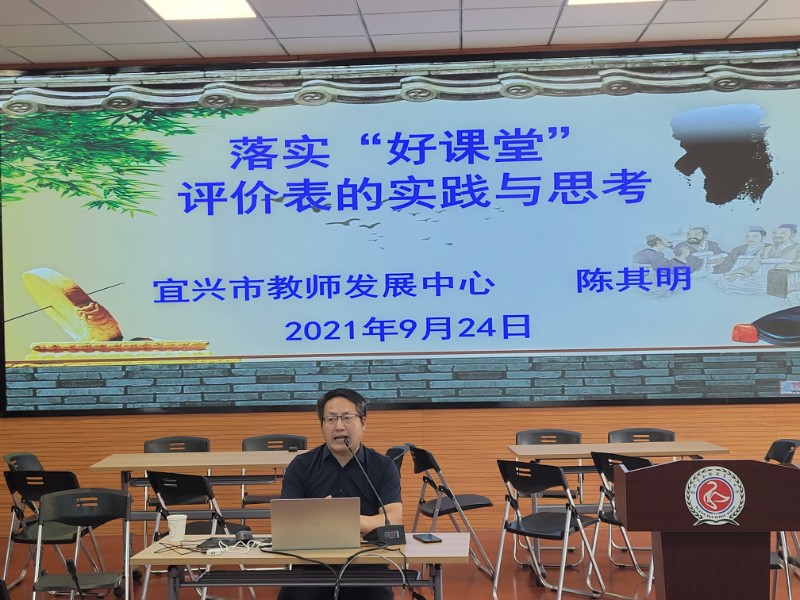 落实“好课堂”
评价表的实践与思考
宜兴市教师发展中心 陈其明
2021年9月24日